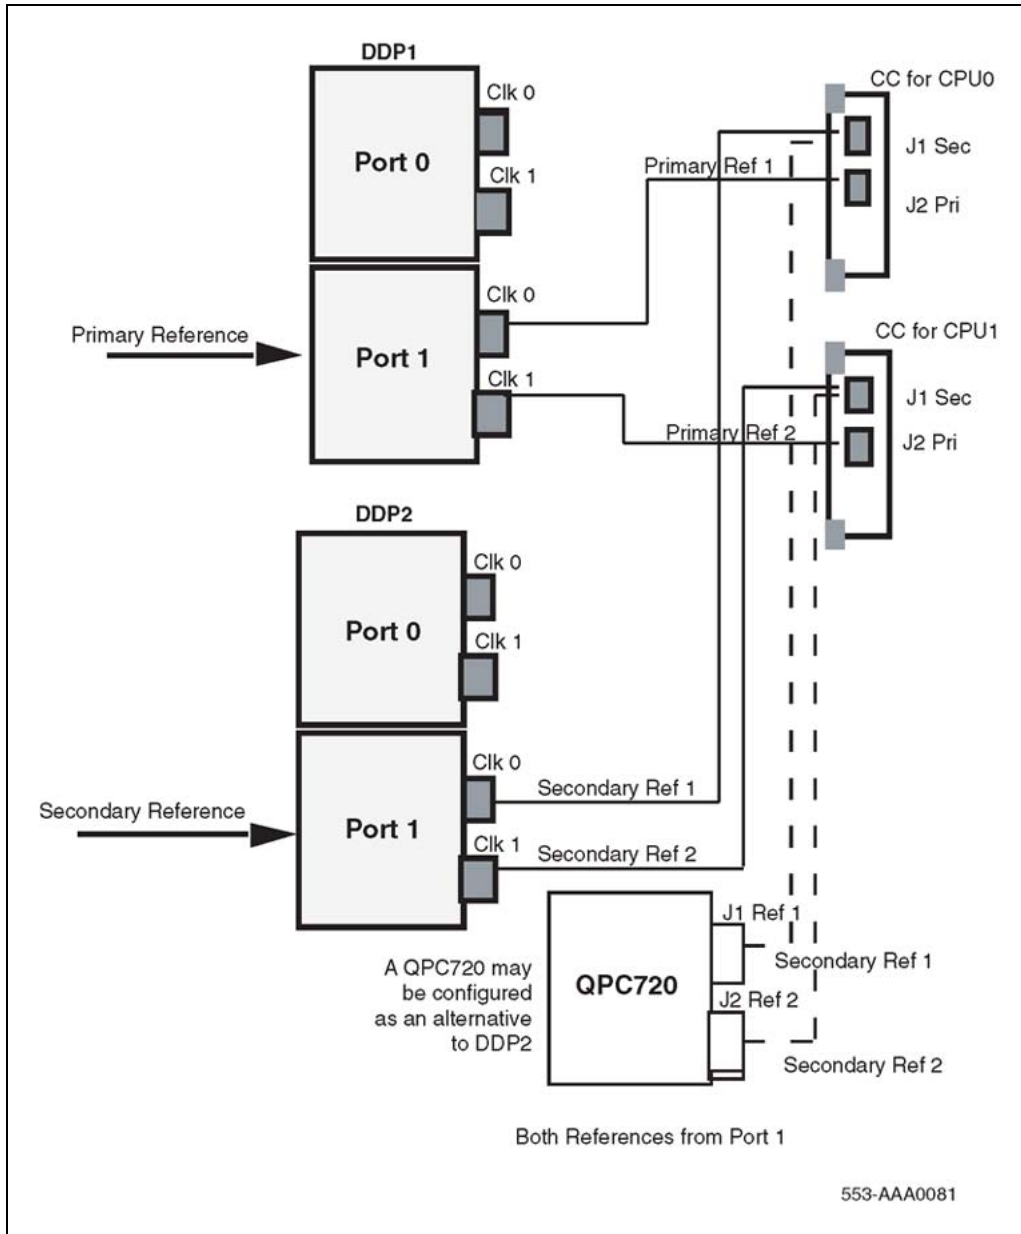 DDP1
CC for CPU0
Clk 0
Port 0
J1 Sec
Primary Ref 1
Clk 1
J2 Pri
Clk 0
Primary Reference
CC for CPU1
Port 1
Clk 1
J1 Sec
Primary Ref 2
J2 Pri
DDP2
Clk 0
Port 0
Clk 1
Clk 0
Secondary Ref 1
Secondary Reference
Port 1
Clk 1
Secondary Ref 2
J1 Ref 1
A QPC720 may
be configured
as an alternative
to DDP2
QPC720
Secondary Ref 1
J2 Ref 2
Secondary Ref 2
Both References from Port 1
553-AAA0081